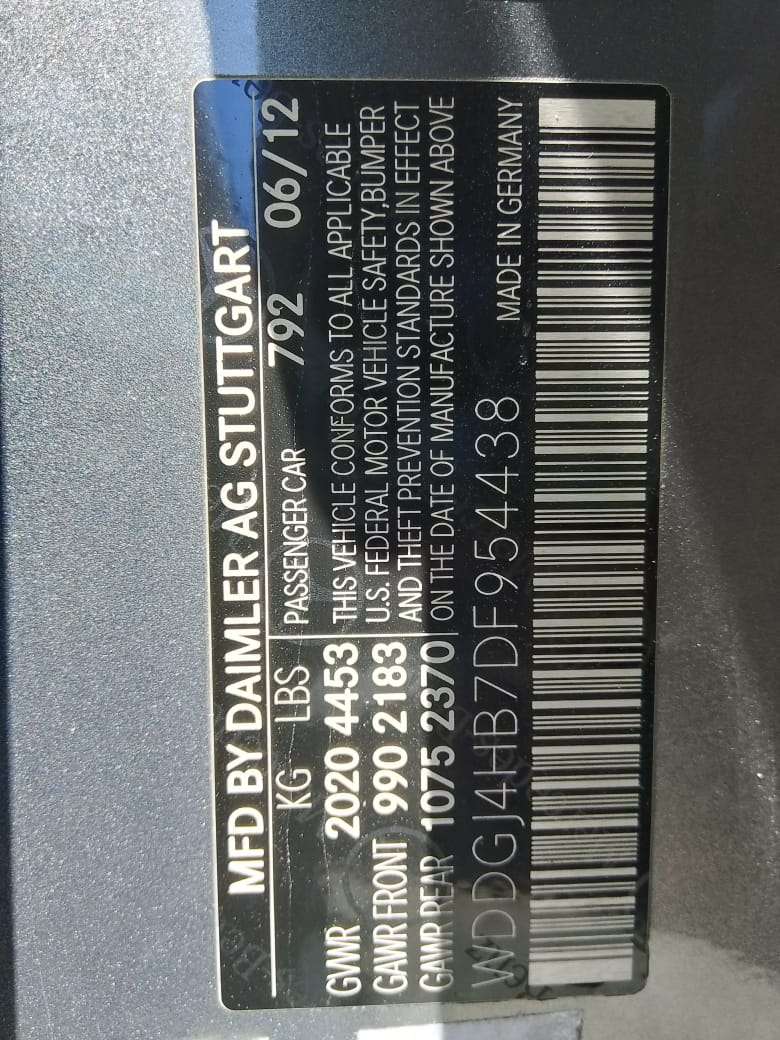 MFD BY DAIMLER AG STUTTGART
KG LBS PASSENGER CAR 792 06/12
GVWR 2020 4453 THIS VEHICLE CONFORMS TO ALL APPLICABLE
GAWR FRONT 990 2183 U.S. FEDERAL MOTOR VEHICLE SAFETY,BUMPER
GAWR REAR 1075 2370 AND THEFT PREVENTION STANDARDS IN EFFECT
ON THE DATE OF MANUFACTURE SHOWN ABOVE
WDDGJ4HB7DF954438 MADE IN GERMANY